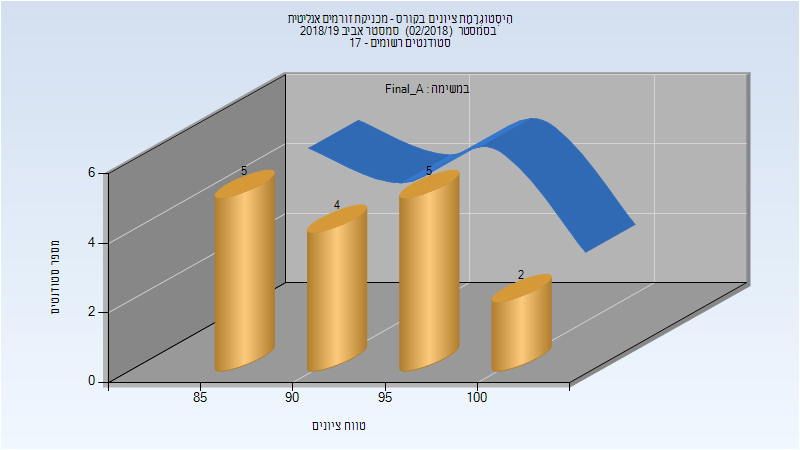 היסטוגרמת ציונים בקורס - מכניקת זורמים אנליטית
בסמסטר (02/2018) סמסטר אביב 2018/19
סטודנטים רשומים - 17
במשימה : Final_A
5
4
5
2
6
4
2
0
מספר סטודנטים
85
90
95
100
טווח ציונים